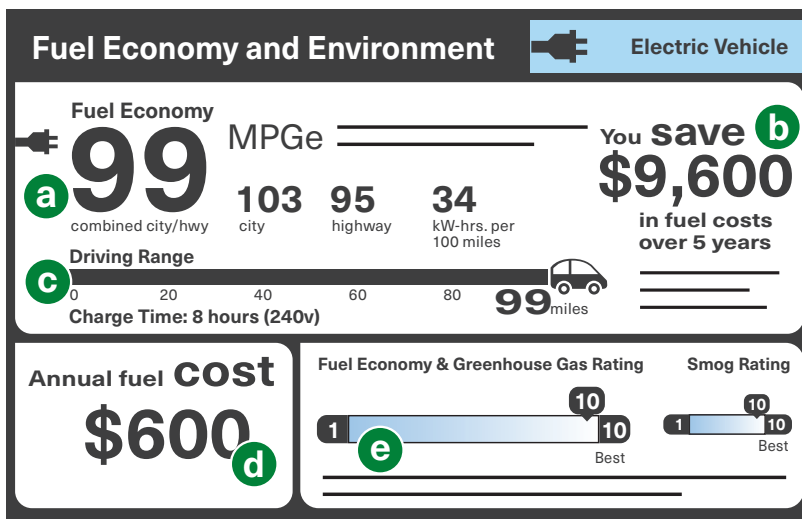 Fuel Economy and Environment
Electric Vehicle
Fuel Economy
a
99
MPGe
combined city/hwy
103
city
95
highway
34
kW-hrs. per
100 miles
You save b
$9,600
in fuel costs
over 5 years
Driving Range
c
0 20 40 60 80 99 miles
Charge Time: 8 hours (240v)
Annual fuel cost
$600
d
Fuel Economy & Greenhouse Gas Rating
10
1 10
e
Best
Smog Rating
10
1 10
Best